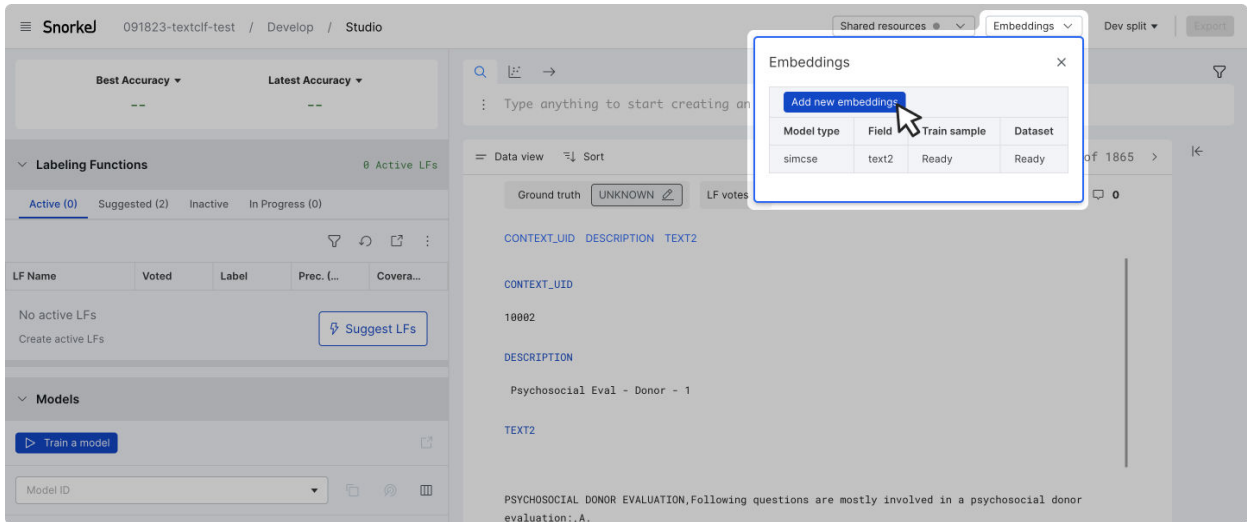 Snorkel 091823-textclf-test / Develop / Studio
Shared resources Embeddings Dev split Export
Best Accuracy Latest Accuracy
-- --
Labeling Functions 0 Active LFs
Active (0) Suggested (2) Inactive In Progress (0)
LF Name Voted Label Prec. (... Covera...
No active LFs
Create active LFs
Suggest LFs
Models
Train a model
Model ID
Type anything to start creating an
Embeddings
Add new embeddings
Model type Field Train sample Dataset
simcse text2 Ready Ready
Data view Sort
of 1865
Ground truth UNKNOWN LF votes
0
CONTEXT_UID DESCRIPTION TEXT2
CONTEXT_UID
10002
DESCRIPTION
Psychosocial Eval - Donor - 1
TEXT2
PSYCHOSOCIAL DONOR EVALUATION,Following questions are mostly involved in a psychosocial donor
evaluation:,A.